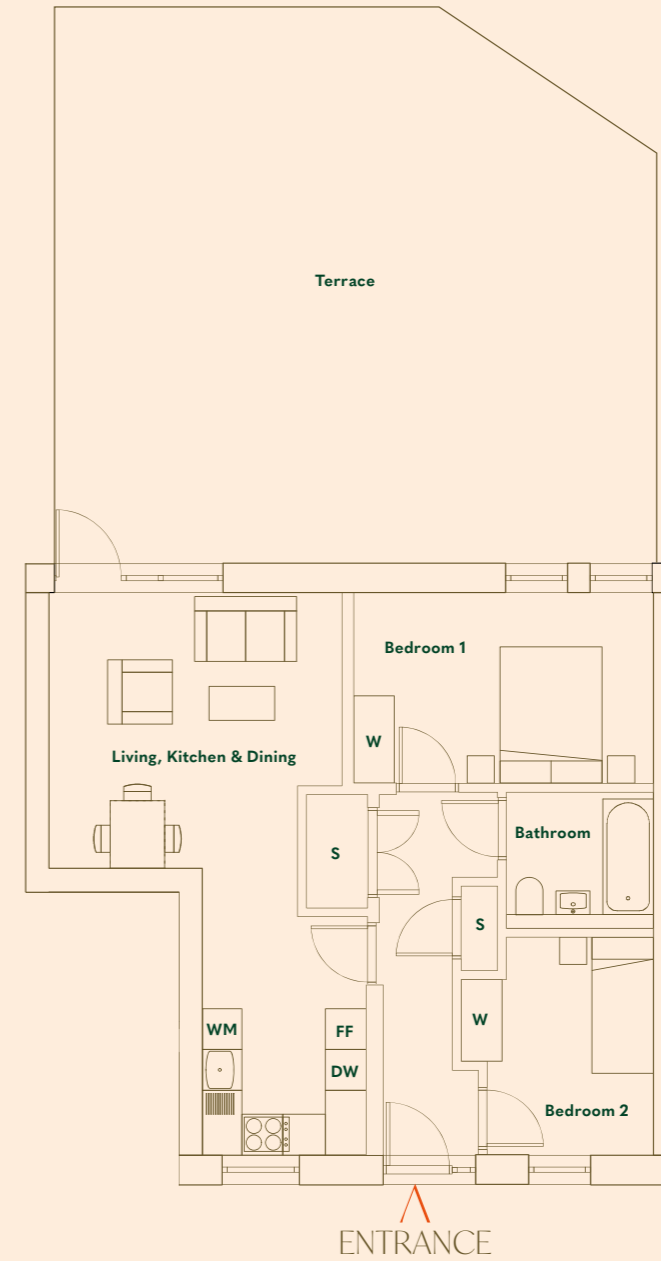 Terrace
Bedroom 1
W
Living, Kitchen & Dining
Bathroom
S
S
W
WM
FF
DW
Bedroom 2
ENTRANCE